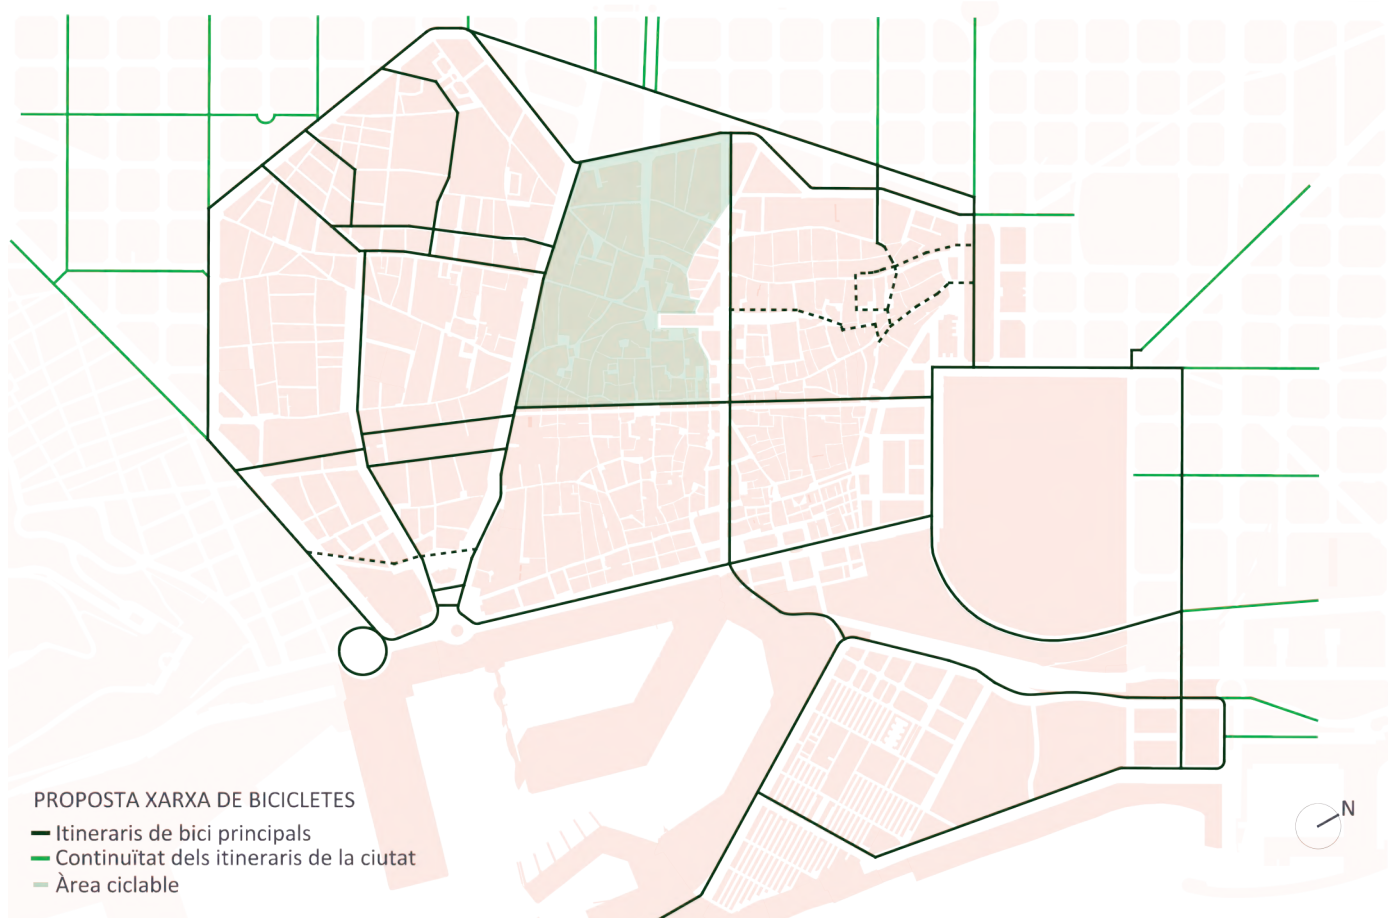 PROPOSTA XARXA DE BICICLETES
Itineraris de bici principals
Continuïtat dels itineraris de la ciutat
Àrea ciclable
N